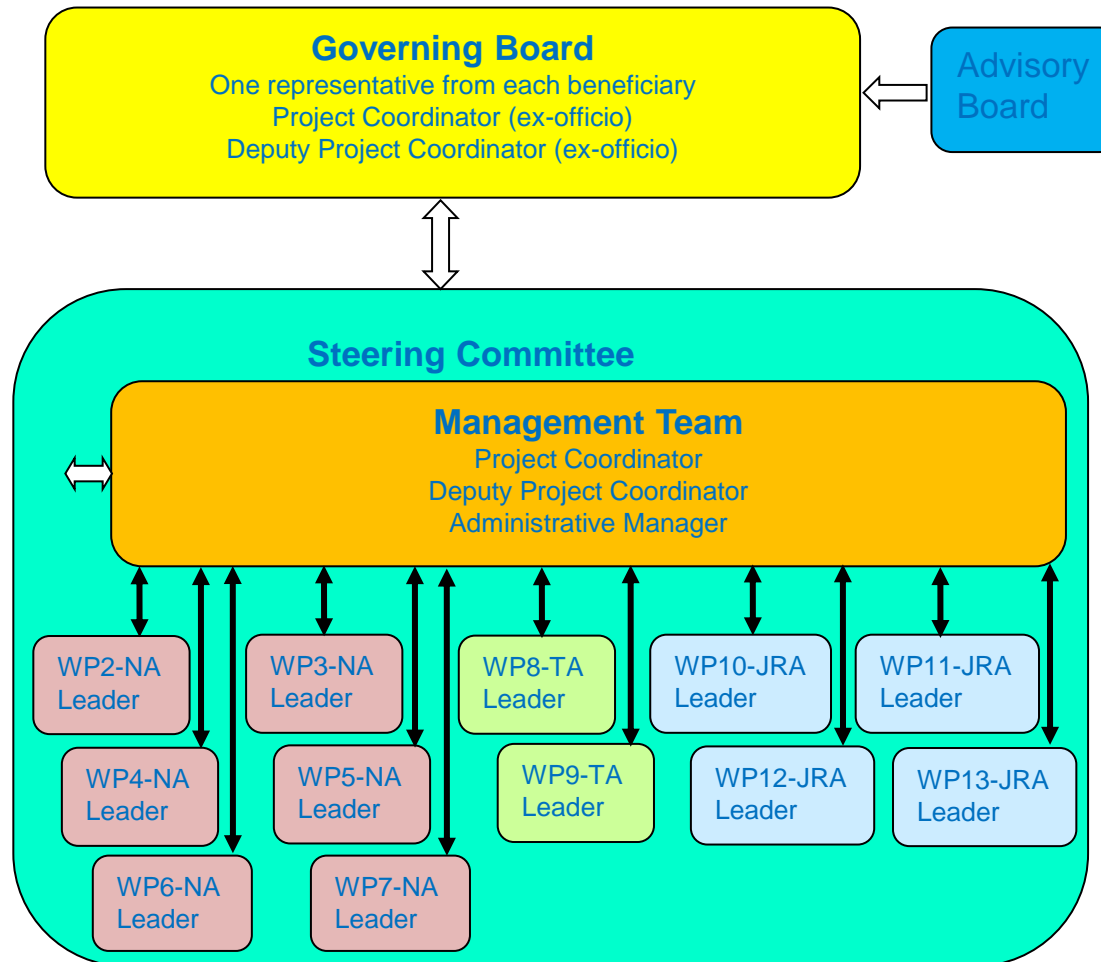 Governing Board
One representative from each beneficiary
Project Coordinator (ex-officio)
Deputy Project Coordinator (ex-officio)
Advisory
Board
Steering Committee
Management Team
Project Coordinator
Deputy Project Coordinator
Administrative Manager
WP2-NA
Leader
WP3-NA
Leader
WP8-TA
Leader
WP10-JRA
Leader
WP11-JRA
Leader
WP4-NA
Leader
WP5-NA
Leader
WP9-TA
Leader
WP12-JRA
Leader
WP13-JRA
Leader
WP6-NA
Leader
WP7-NA
Leader